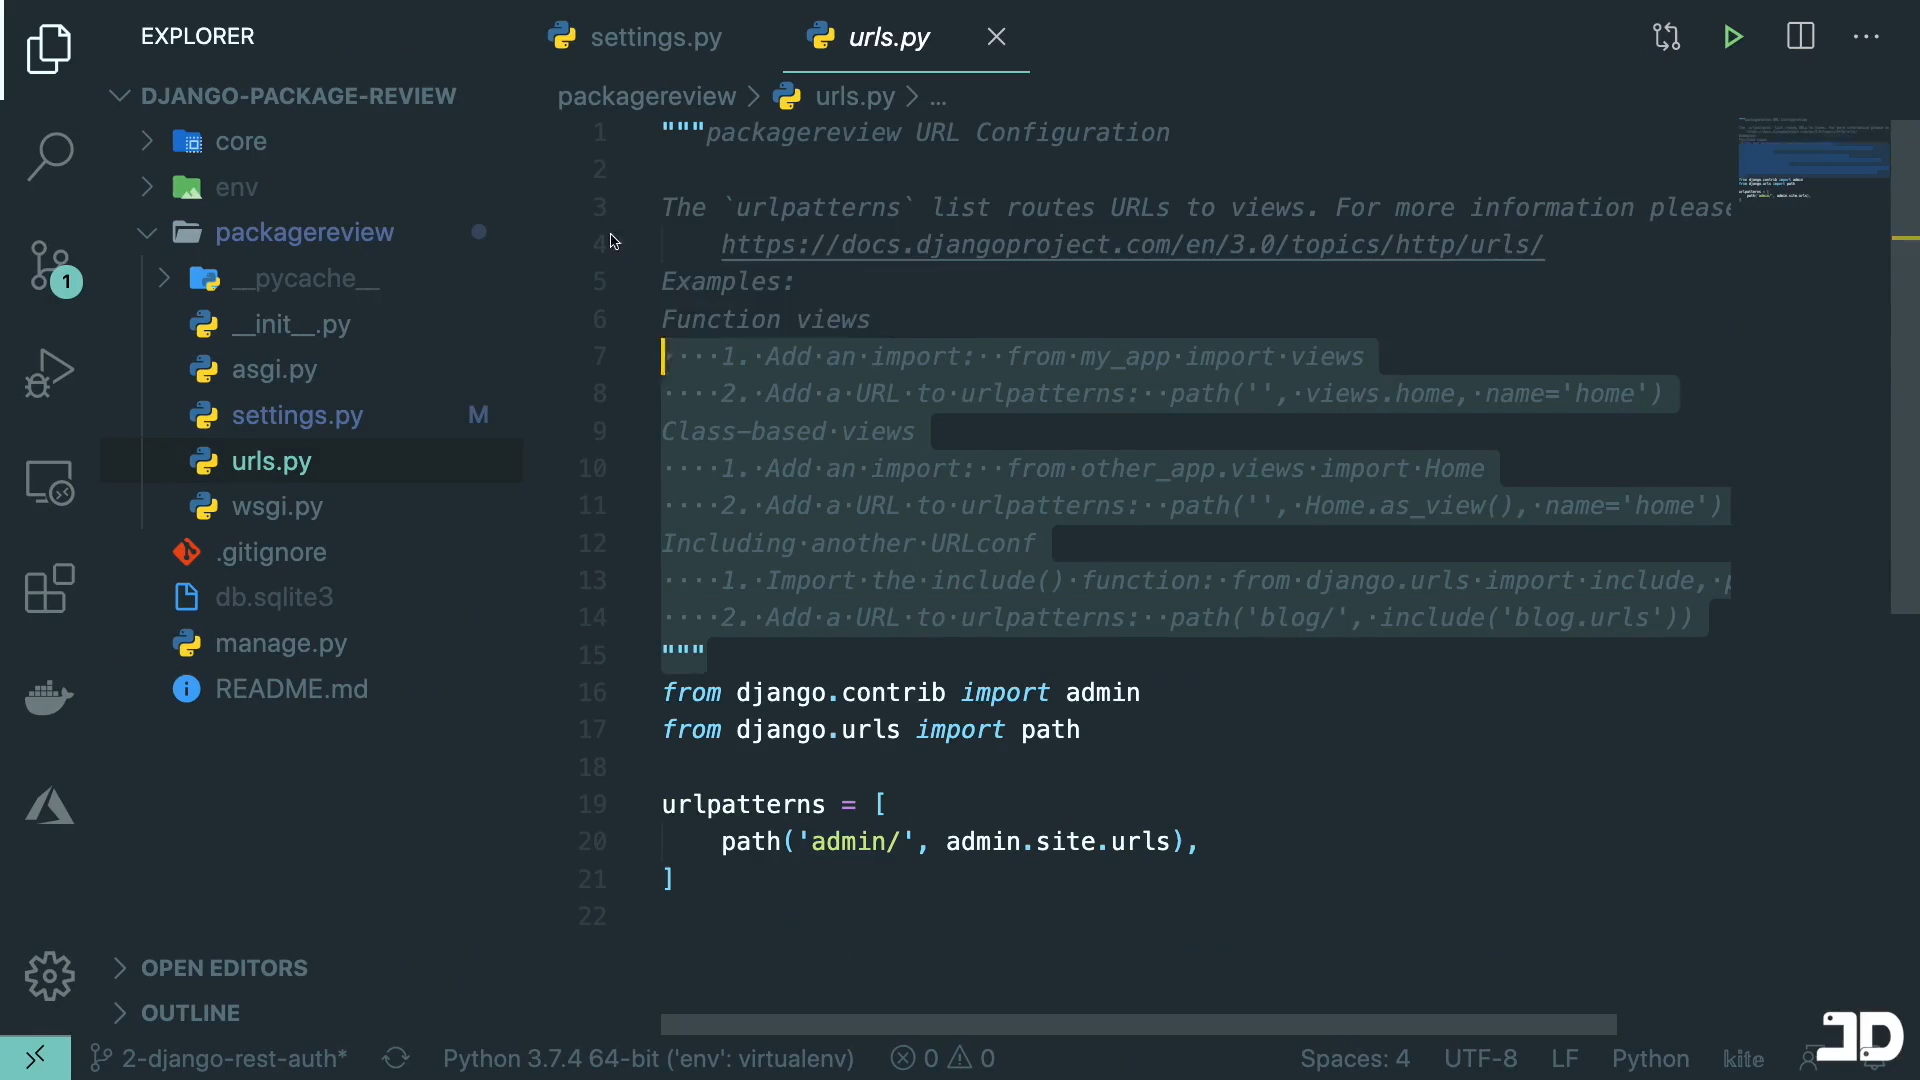 EXPLORER
DJANGO-PACKAGE-REVIEW
core
env
packagereview
__pycache__
__init__.py
asgi.py
settings.py M
urls.py
wsgi.py
.gitignore
db.sqlite3
manage.py
README.md
OPEN EDITORS
OUTLINE
1
settings.py
urls.py
packagereview > urls.py > ...
1 """packagereview URL Configuration
2
3 The `urlpatterns` list routes URLs to views. For more information please
4 https://docs.djangoproject.com/en/3.0/topics/http/urls/
5 Examples:
6 Function views
7 ····1.·Add·an·import:··from·my_app·import·views
8 ····2.·Add·a·URL·to·urlpatterns:··path('',·views.home,·name='home')
9 Class-based·views
10 ····1.·Add·an·import:··from·other_app.views·import·Home
11 ····2.·Add·a·URL·to·urlpatterns:··path('',·Home.as_view(),·name='home')
12 Including·another·URLconf
13 ····1.·Import·the·include()·function:·from·django.urls·import·include,·p
14 ····2.·Add·a·URL·to·urlpatterns:··path('blog/',·include('blog.urls'))
15 """
16 from django.contrib import admin
17 from django.urls import path
18
19 urlpatterns = [
20 path('admin/', admin.site.urls),
21 ]
22
2-django-rest-auth* Python 3.7.4 64-bit ('env': virtualenv) 0 0 Spaces: 4 UTF-8 LF Python kite
JD